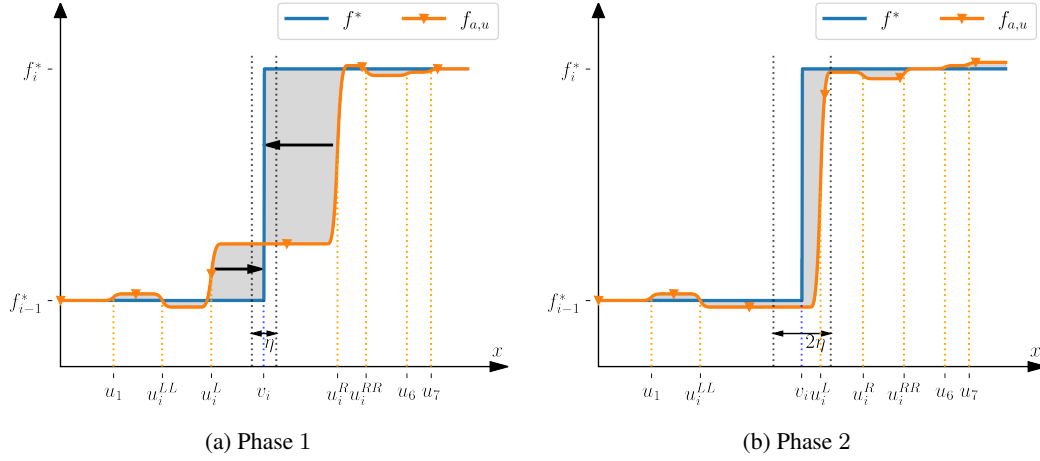 f* f_{a,u}
f_i^*
f_{i-1}^*
η
x
u_1 u_i^{LL} u_i^L v_i u_i^R u_i^{RR} u_6 u_7
(a) Phase 1
f* f_{a,u}
f_i^*
f_{i-1}^*
2η
x
u_1 u_i^{LL} v_i u_i^L u_i^R u_i^{RR} u_6 u_7
(b) Phase 2